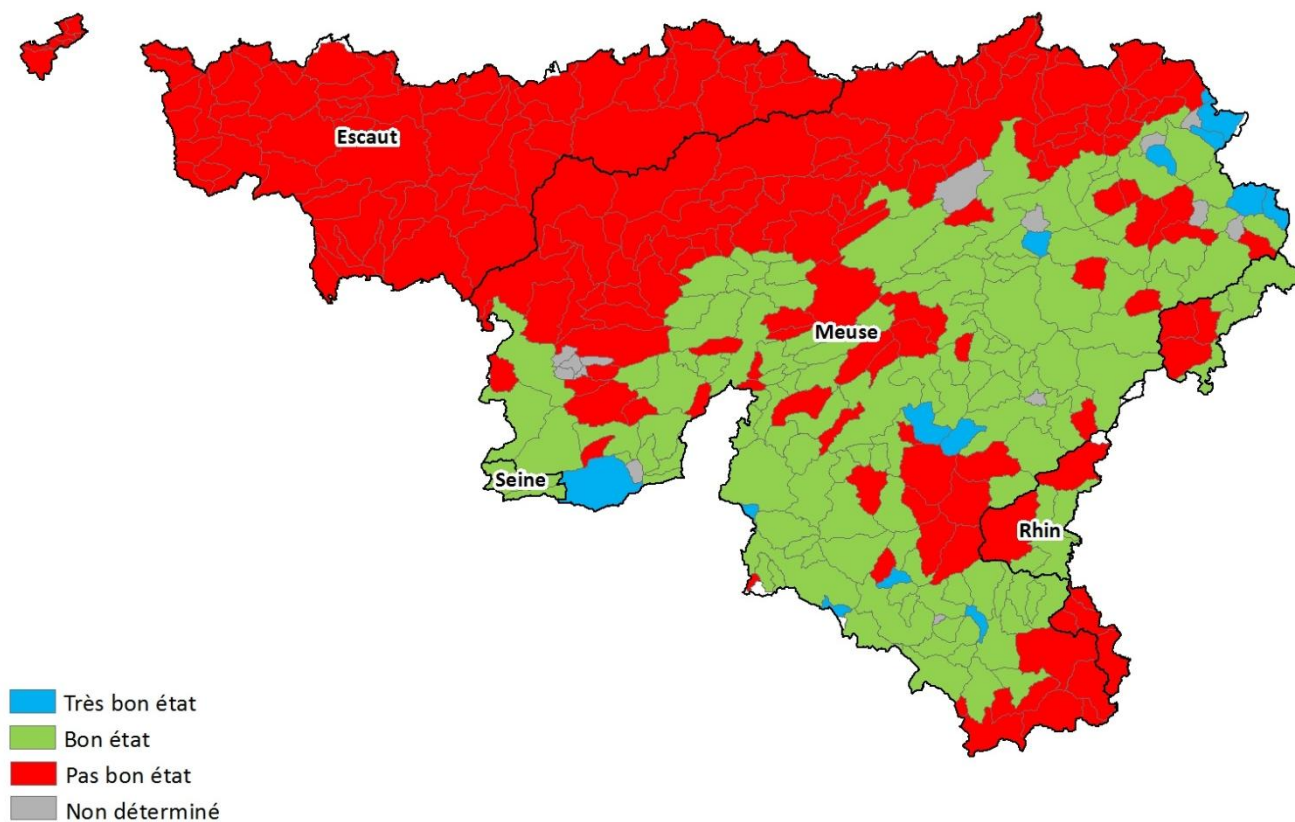 Escaut
Meuse
Seine
Rhin
Très bon état
Bon état
Pas bon état
Non déterminé